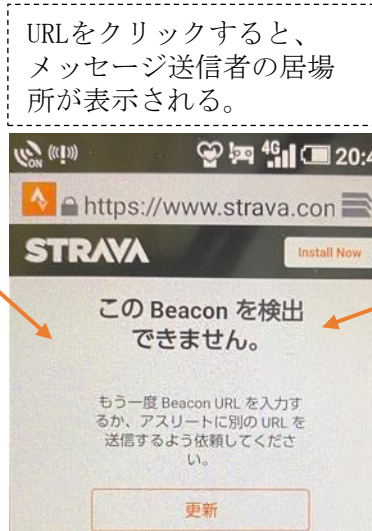 URLをクリックすると、
メッセージ送信者の居場
所が表示される。
ON
4G
20:4
https://www.strava.con
STRAVA
Install Now
この Beacon を検出
できません。
もう一度 Beacon URL を入力す
るか、アスリートに別の URL を
送信するよう依頼してくださ
い。
更新